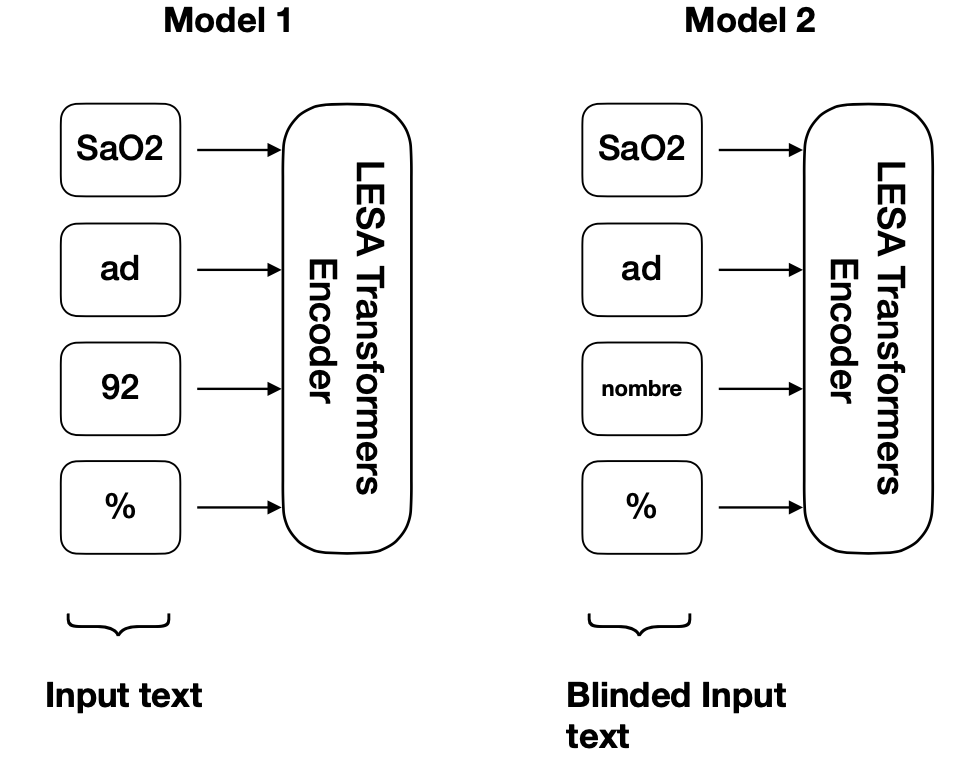 Model 1
SaO2
ad
92
%
LESA Transformers
Encoder
Input text
Model 2
SaO2
ad
nombre
%
LESA Transformers
Encoder
Blinded Input
text